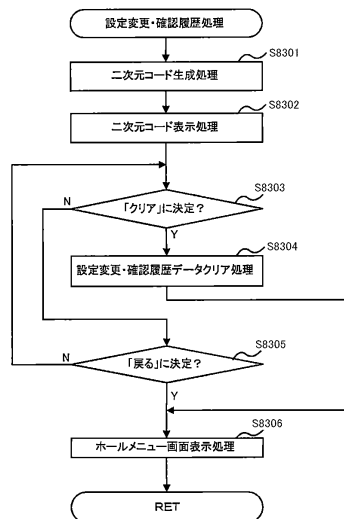 設定変更・確認履歴処理
S8301
二次元コード生成処理
S8302
二次元コード表示処理
S8303
N
「クリア」に決定？
Y
S8304
設定変更・確認履歴データクリア処理
S8305
N
「戻る」に決定？
Y
S8306
ホールメニュー画面表示処理
RET